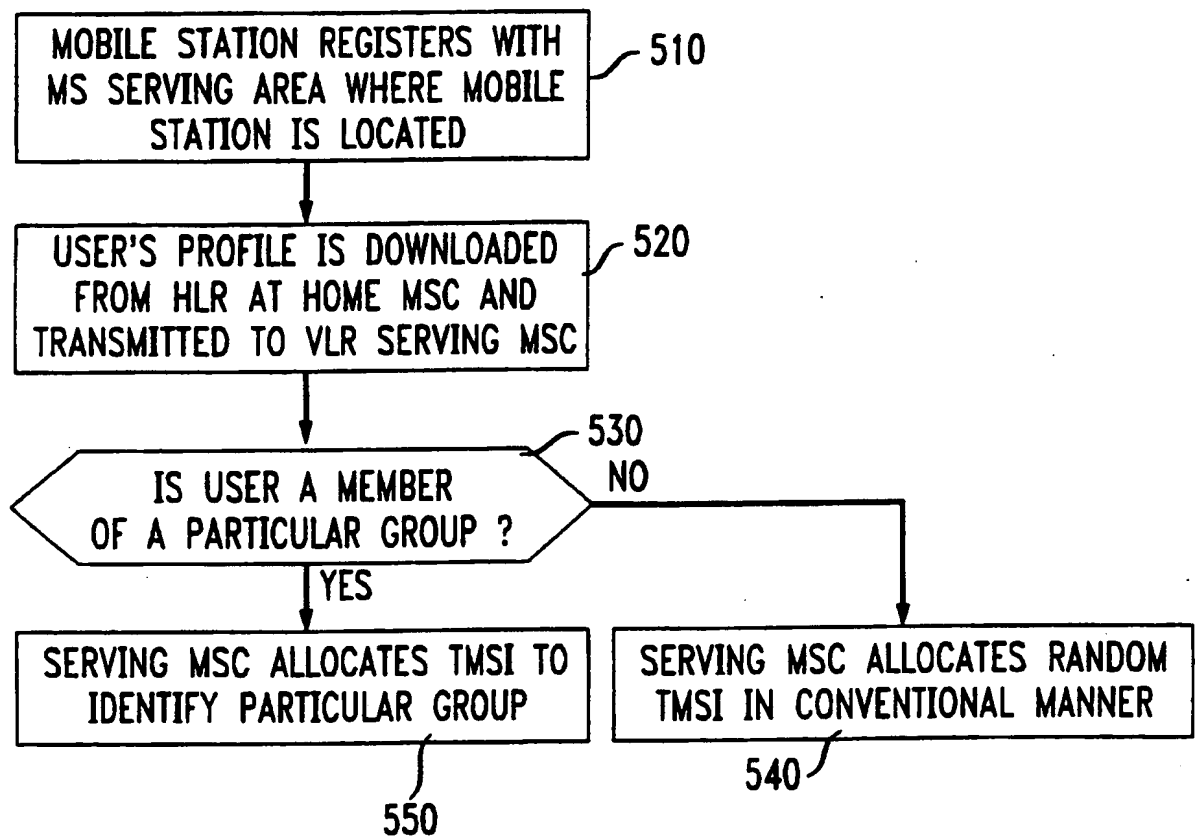 MOBILE STATION REGISTERS WITH
MS SERVING AREA WHERE MOBILE
STATION IS LOCATED
510
USER'S PROFILE IS DOWNLOADED
FROM HLR AT HOME MSC AND
TRANSMITTED TO VLR SERVING MSC
520
IS USER A MEMBER
OF A PARTICULAR GROUP ?
530
NO
YES
SERVING MSC ALLOCATES TMSI TO
IDENTIFY PARTICULAR GROUP
550
SERVING MSC ALLOCATES RANDOM
TMSI IN CONVENTIONAL MANNER
540